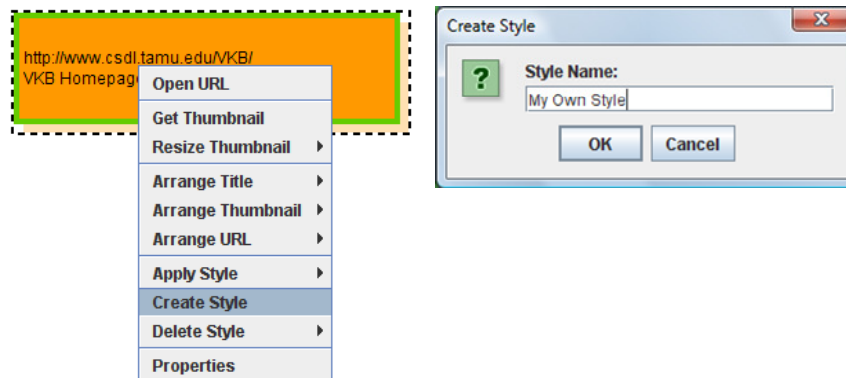 http://www.csdl.tamu.edu/VKB/
VKB Homepag
Open URL
Get Thumbnail
Resize Thumbnail
Arrange Title
Arrange Thumbnail
Arrange URL
Apply Style
Create Style
Delete Style
Properties
Create Style
Style Name:
My Own Style
OK Cancel